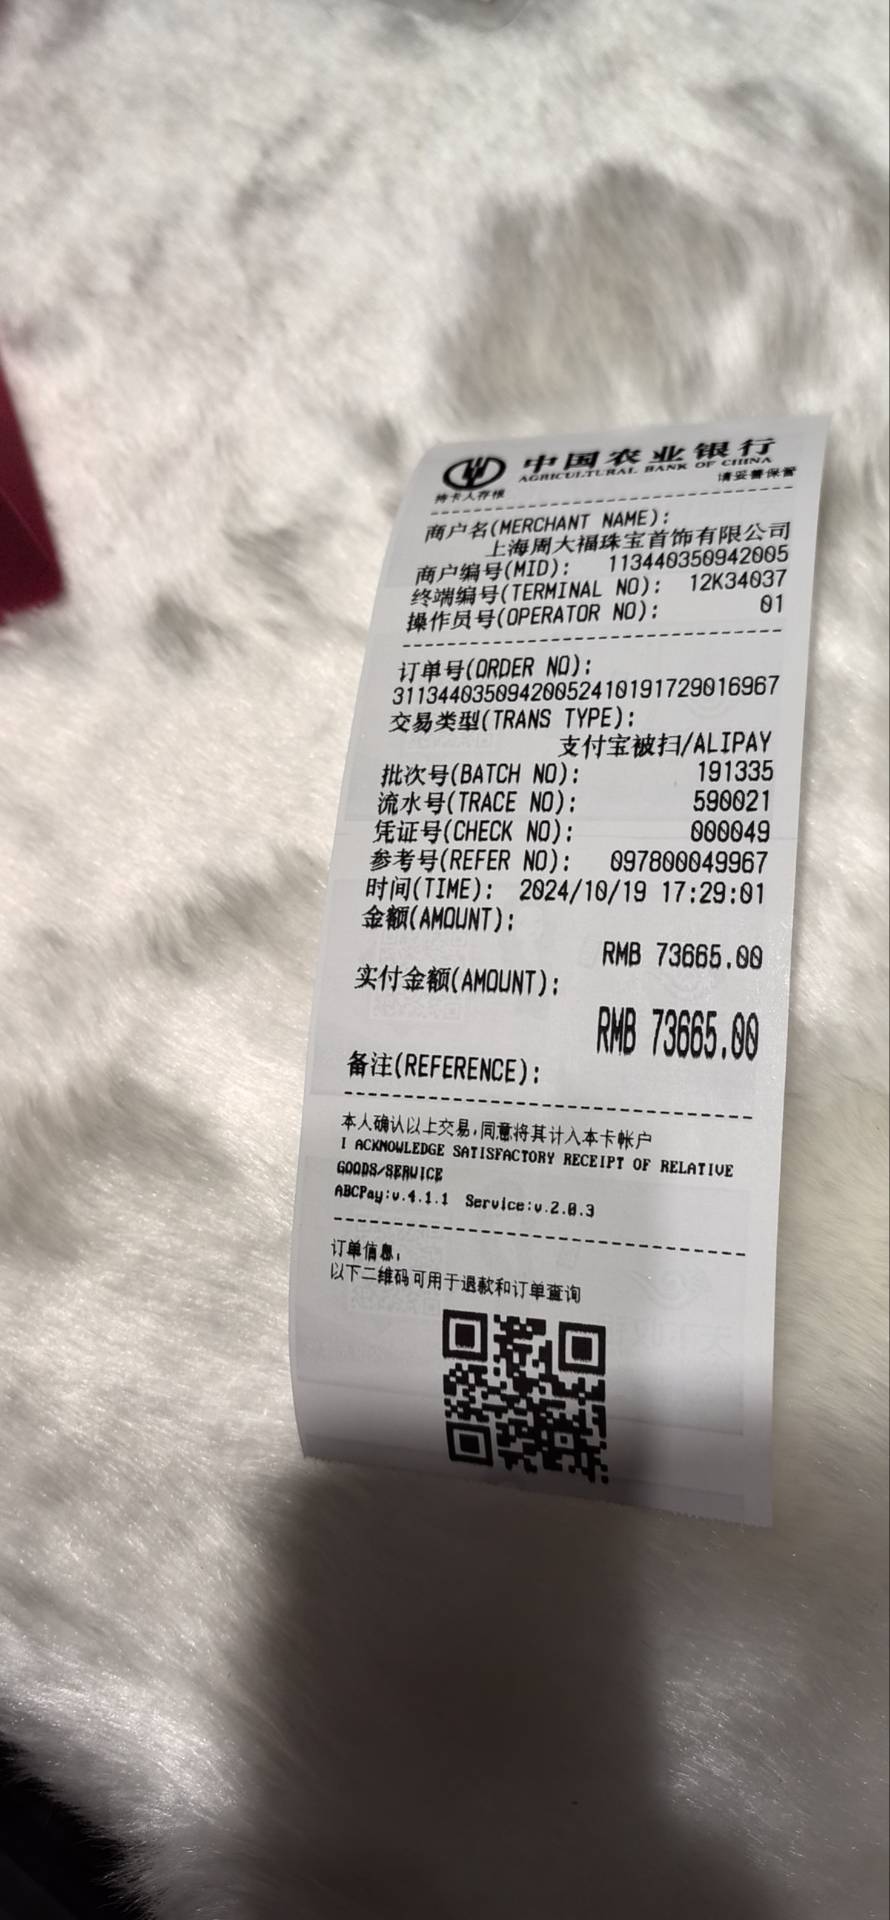 中国农业银行
AGRICULTURAL BANK OF CHINA
持卡人存根 请妥善保管
商户名(MERCHANT NAME):
上海周大福珠宝首饰有限公司
商户编号(MID): 113440350942005
终端编号(TERMINAL NO): 12K34037
操作员号(OPERATOR NO): 01
订单号(ORDER NO):
31134403509420052410191729016967
交易类型(TRANS TYPE):
支付宝被扫/ALIPAY
批次号(BATCH NO): 191335
流水号(TRACE NO): 590021
凭证号(CHECK NO): 000049
参考号(REFER NO): 097800049967
时间(TIME): 2024/10/19 17:29:01
金额(AMOUNT):
RMB 73665.00
实付金额(AMOUNT):
RMB 73665.00
备注(REFERENCE):
本人确认以上交易,同意将其计入本卡帐户
I ACKNOWLEDGE SATISFACTORY RECEIPT OF RELATIVE
GOODS/SERVICE
ABCPay:v.4.1.1 Service:v.2.0.3
订单信息,
以下二维码可用于退款和订单查询